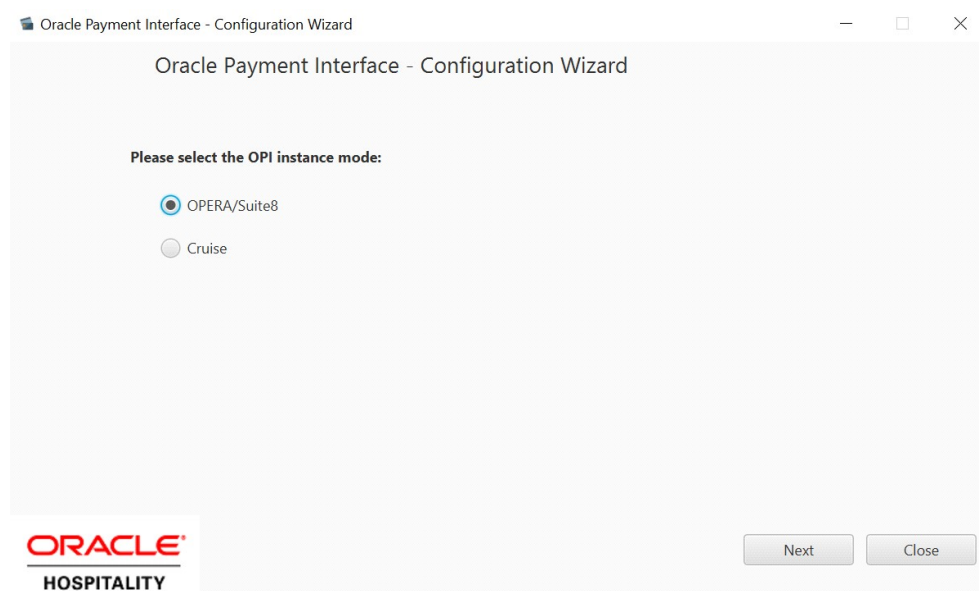 Oracle Payment Interface - Configuration Wizard
Oracle Payment Interface - Configuration Wizard
Please select the OPI instance mode:
OPERA/Suite8
Cruise
ORACLE®
HOSPITALITY
Next
Close